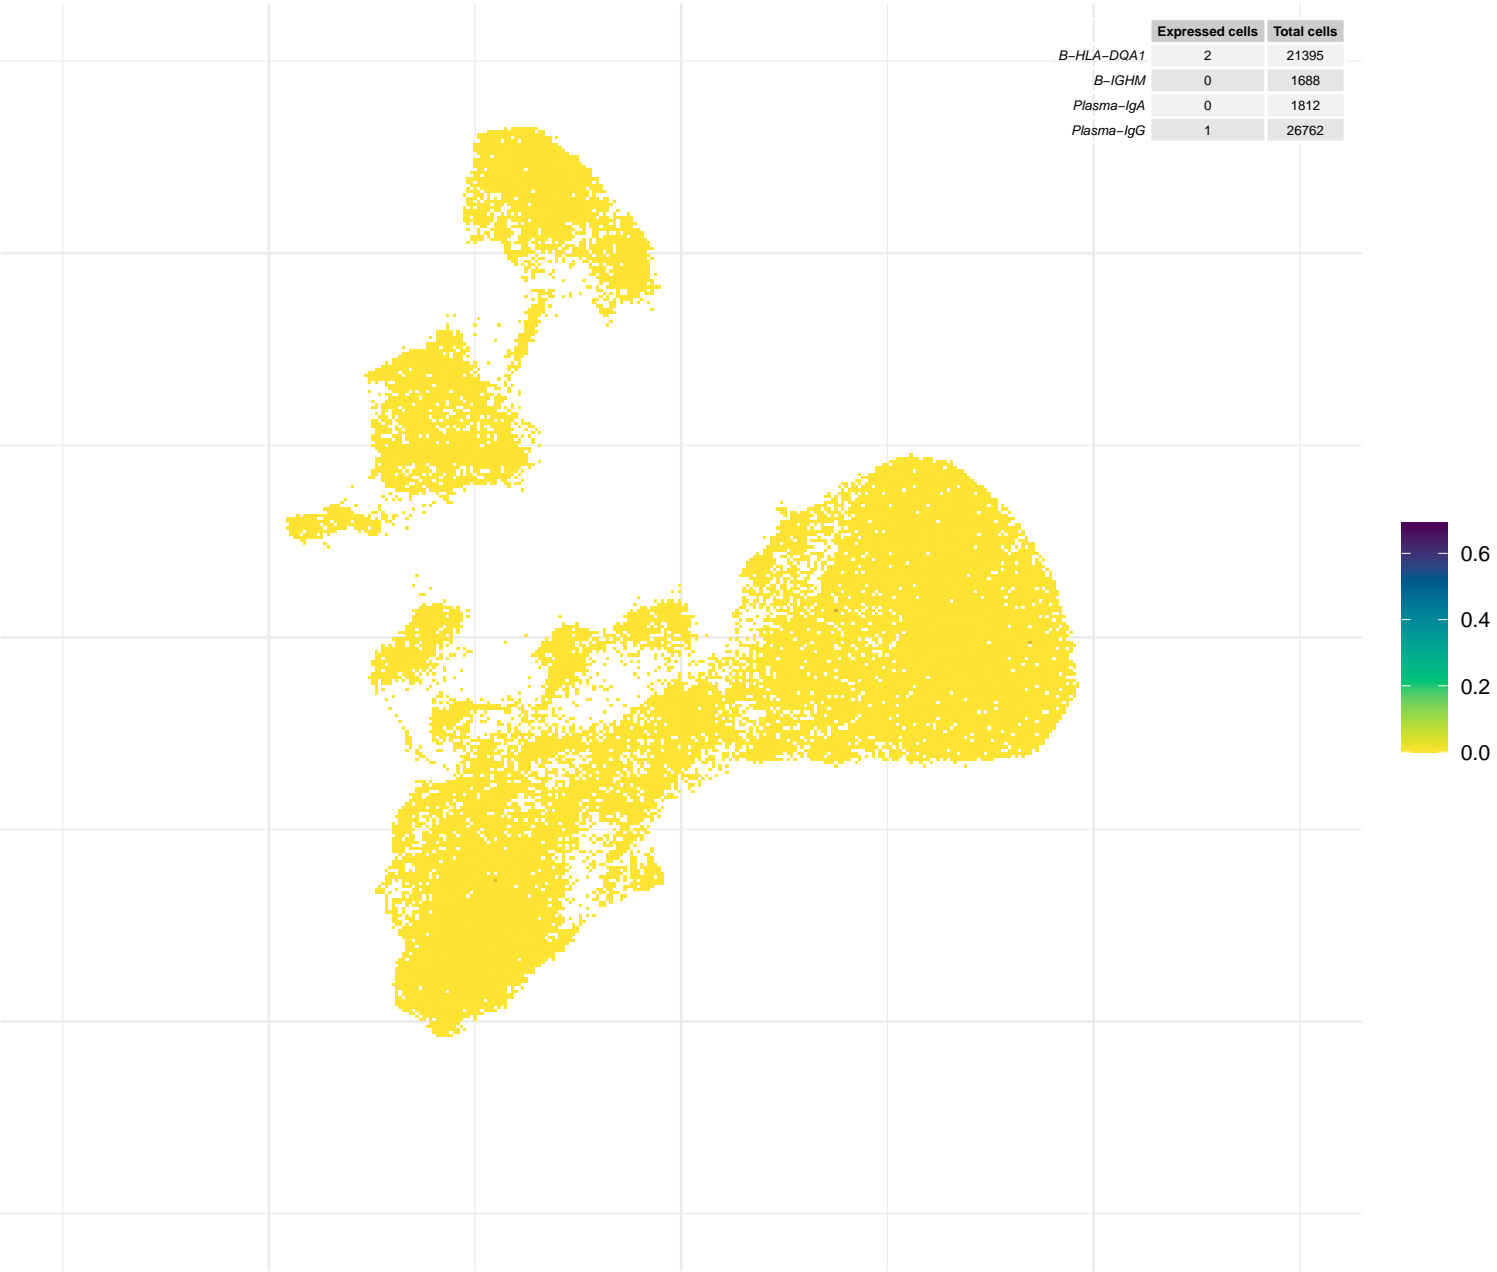 Expressed cells Total cells
B−HLA−DQA1 2 21395
B−IGHM 0 1688
Plasma−IgA 0 1812
Plasma−IgG 1 26762
0.6
0.4
0.2
0.0